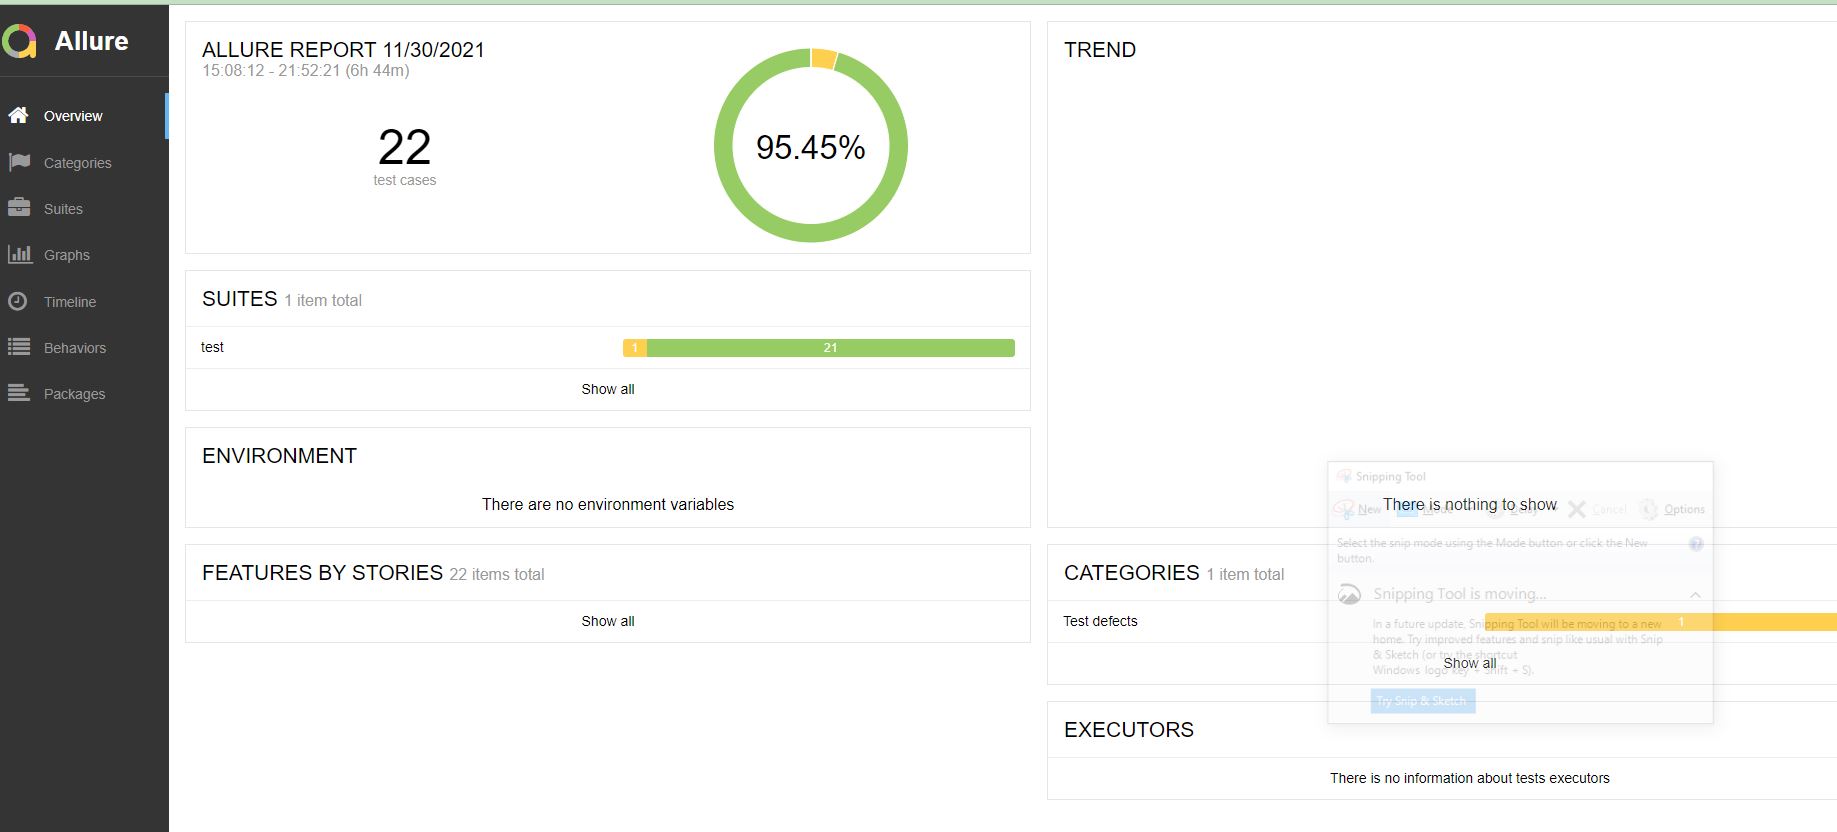 Allure
Overview
Categories
Suites
Graphs
Timeline
Behaviors
Packages
ALLURE REPORT 11/30/2021
15:08:12 - 21:52:21 (6h 44m)
22
test cases
95.45%
SUITES 1 item total
test 1 21
Show all
ENVIRONMENT
There are no environment variables
FEATURES BY STORIES 22 items total
Show all
TREND
There is nothing to show
CATEGORIES 1 item total
Test defects 1
Show all
EXECUTORS
There is no information about tests executors
Snipping Tool
New Mode Delay Cancel Options
Select the snip mode using the Mode button or click the New
button.
Snipping Tool is moving...
In a future update, Snipping Tool will be moving to a new
home. Try improved features and snip like usual with Snip
& Sketch (or try the shortcut
Windows logo key + Shift + S).
Try Snip & Sketch